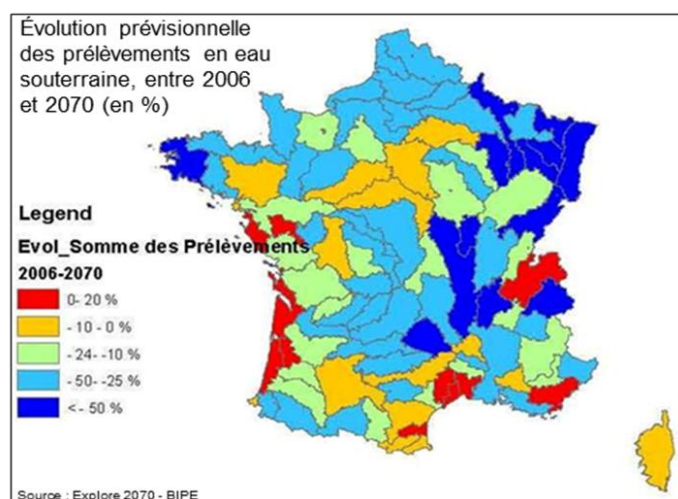 Évolution prévisionnelle
des prélèvements en eau
souterraine, entre 2006
et 2070 (en %)
Legend
Evol_Somme des Prélèvements
2006-2070
0- 20 %
- 10 - 0 %
- 24- -10 %
-50- -25 %
<- 50 %
Source : Explore 2070 - BIPE